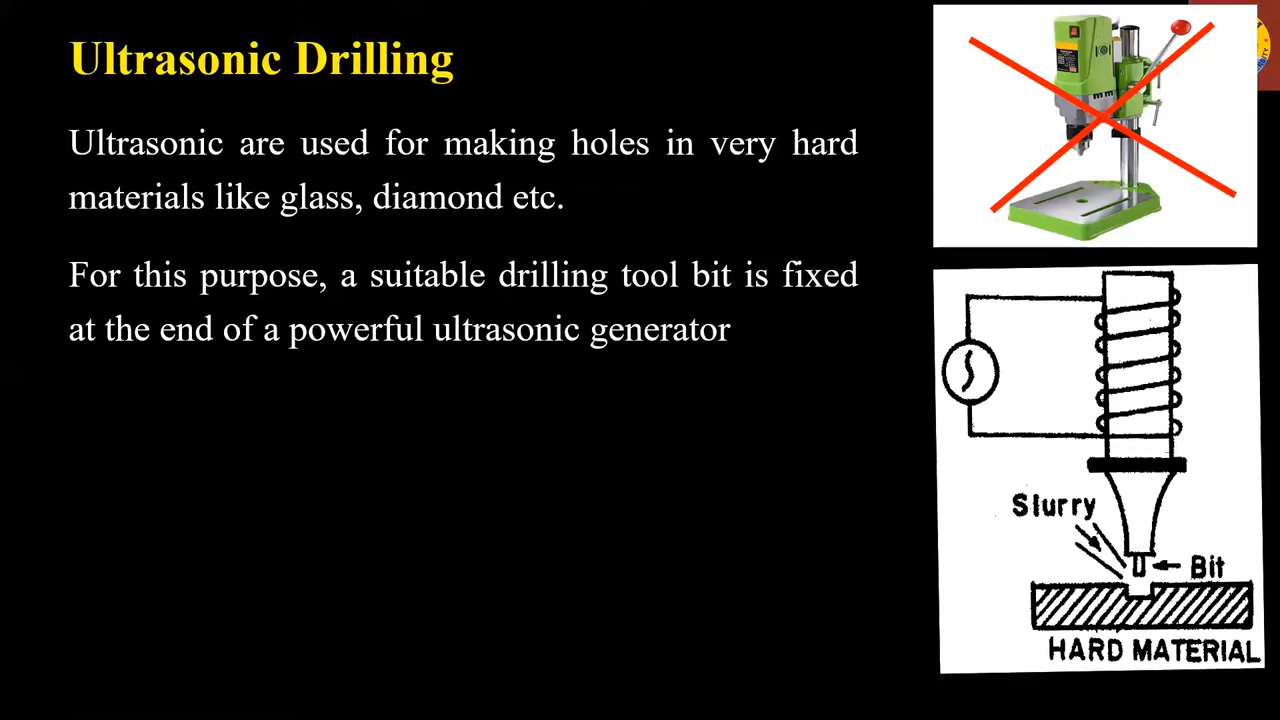 Ultrasonic Drilling
Ultrasonic are used for making holes in very hard
materials like glass, diamond etc.
For this purpose, a suitable drilling tool bit is fixed
at the end of a powerful ultrasonic generator
Slurry
Bit
HARD MATERIAL